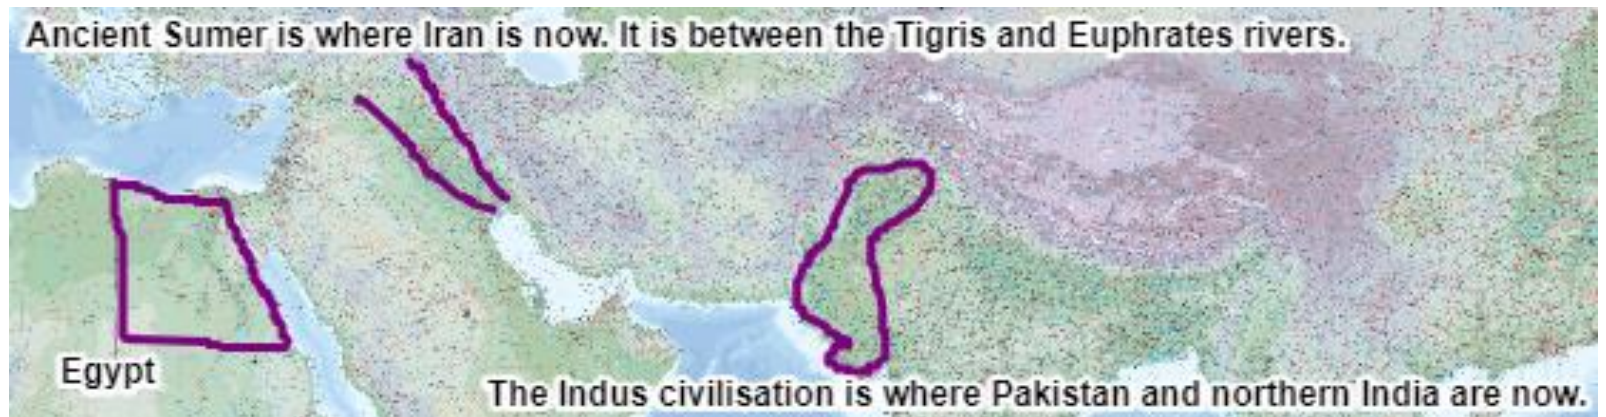 Ancient Sumer is where Iran is now. It is between the Tigris and Euphrates rivers.
Egypt
The Indus civilisation is where Pakistan and northern India are now.